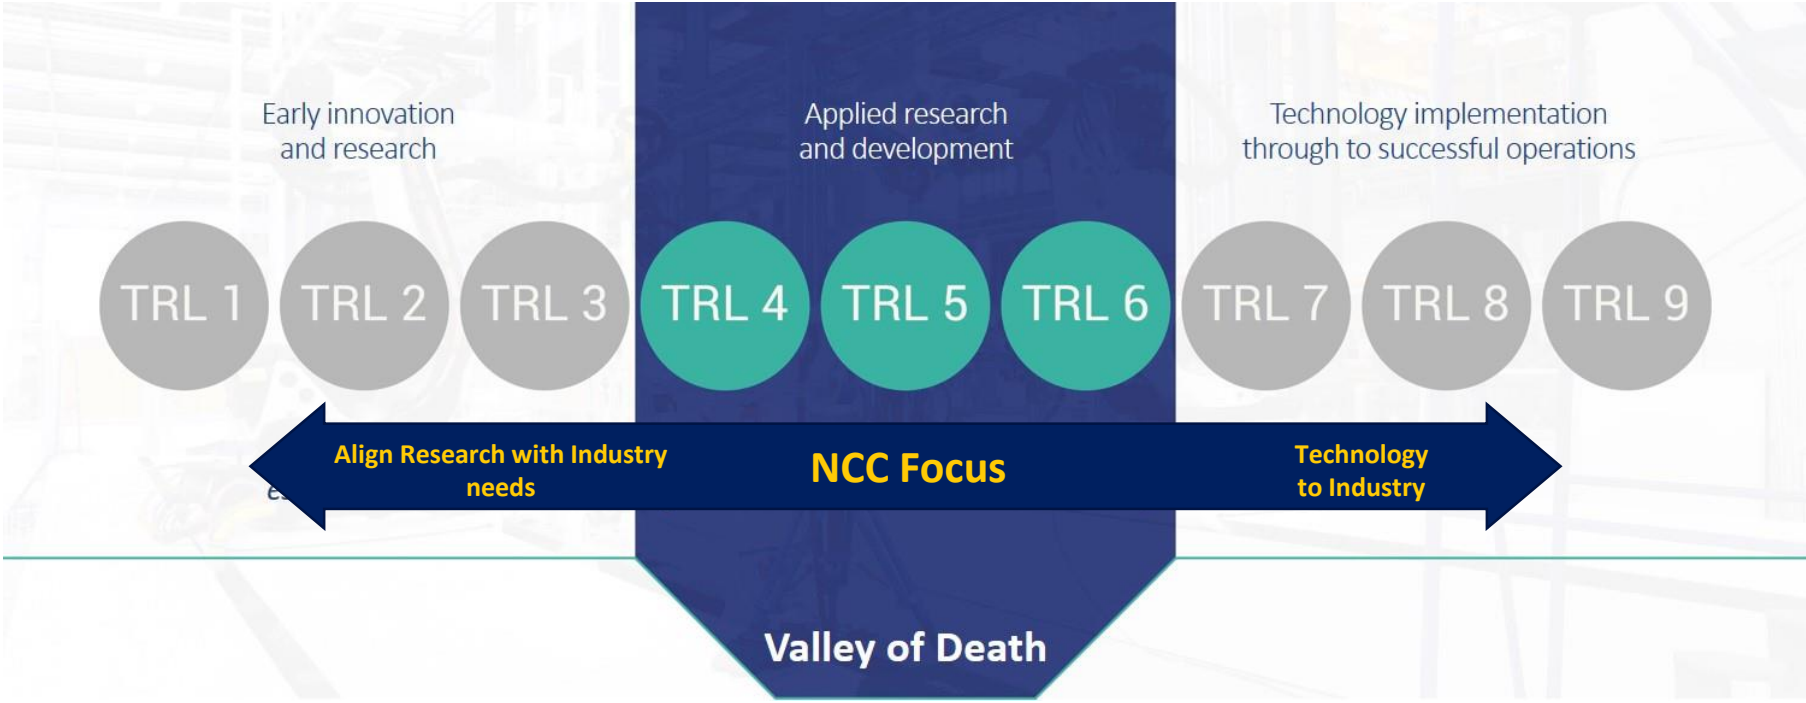 Early innovation
and research
Applied research
and development
Technology implementation
through to successful operations
TRL 1
TRL 2
TRL 3
TRL 4
TRL 5
TRL 6
TRL 7
TRL 8
TRL 9
Align Research with Industry
needs
NCC Focus
Technology
to Industry
Valley of Death